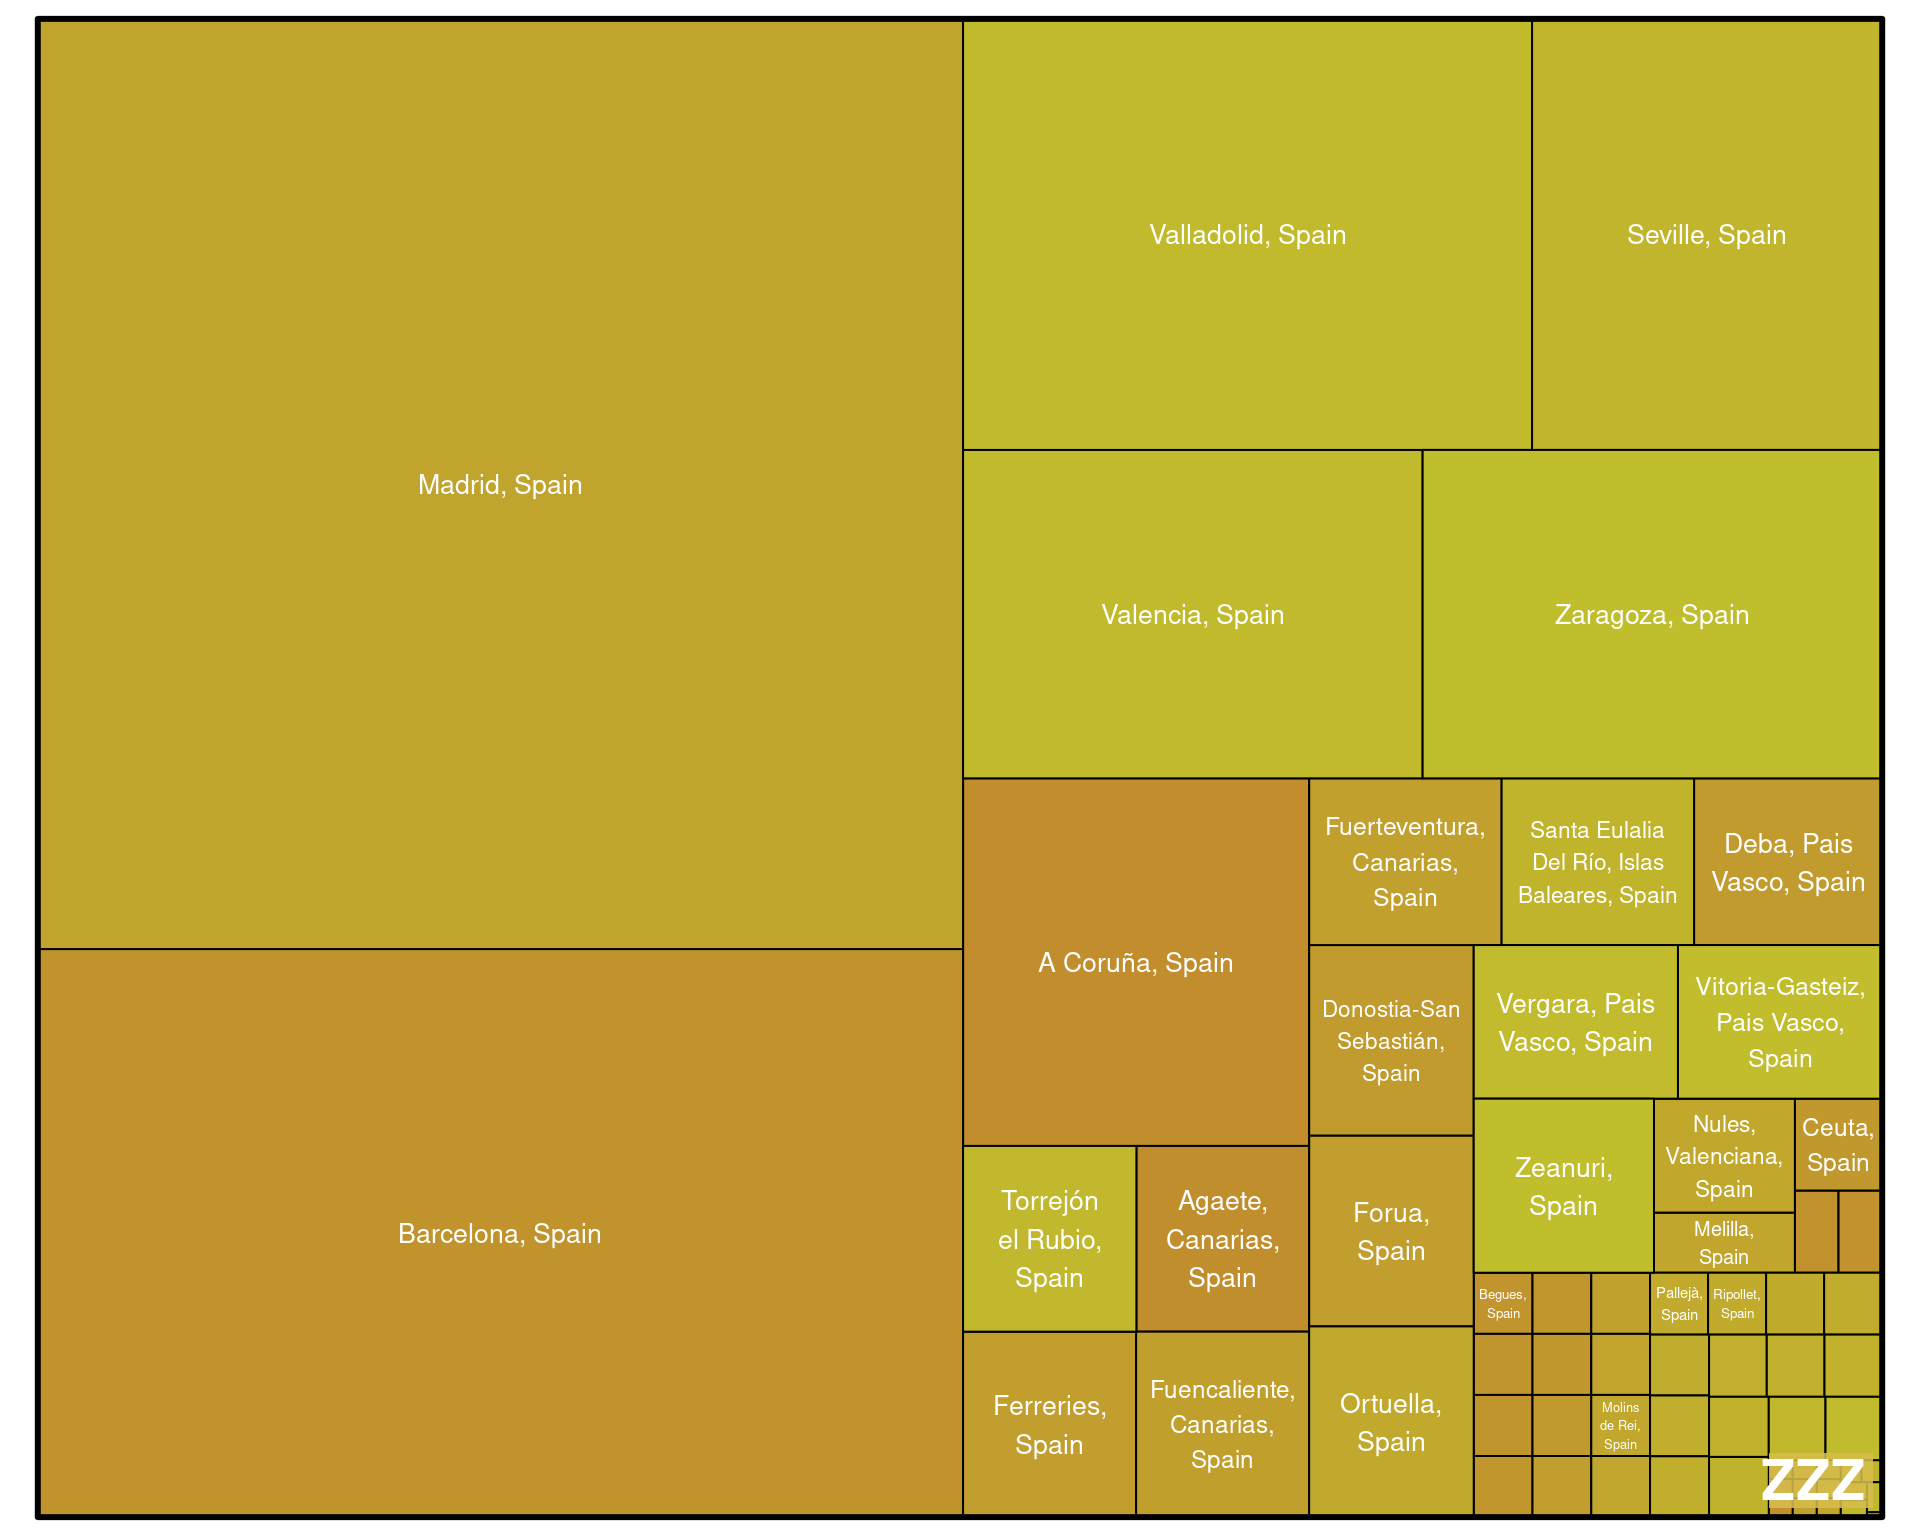 Madrid, Spain
Barcelona, Spain
Valladolid, Spain
Seville, Spain
Valencia, Spain
Zaragoza, Spain
A Coruña, Spain
Fuerteventura,
Canarias,
Spain
Santa Eulalia
Del Río, Islas
Baleares, Spain
Deba, Pais
Vasco, Spain
Donostia-San
Sebastián,
Spain
Vergara, Pais
Vasco, Spain
Vitoria-Gasteiz,
Pais Vasco,
Spain
Torrejón
el Rubio,
Spain
Agaete,
Canarias,
Spain
Forua,
Spain
Zeanuri,
Spain
Nules,
Valenciana,
Spain
Ceuta,
Spain
Melilla,
Spain
Ferreries,
Spain
Fuencaliente,
Canarias,
Spain
Ortuella,
Spain
Begues,
Spain
Pallejà,
Spain
Ripollet,
Spain
Molins
de Rei,
Spain
ZZZ